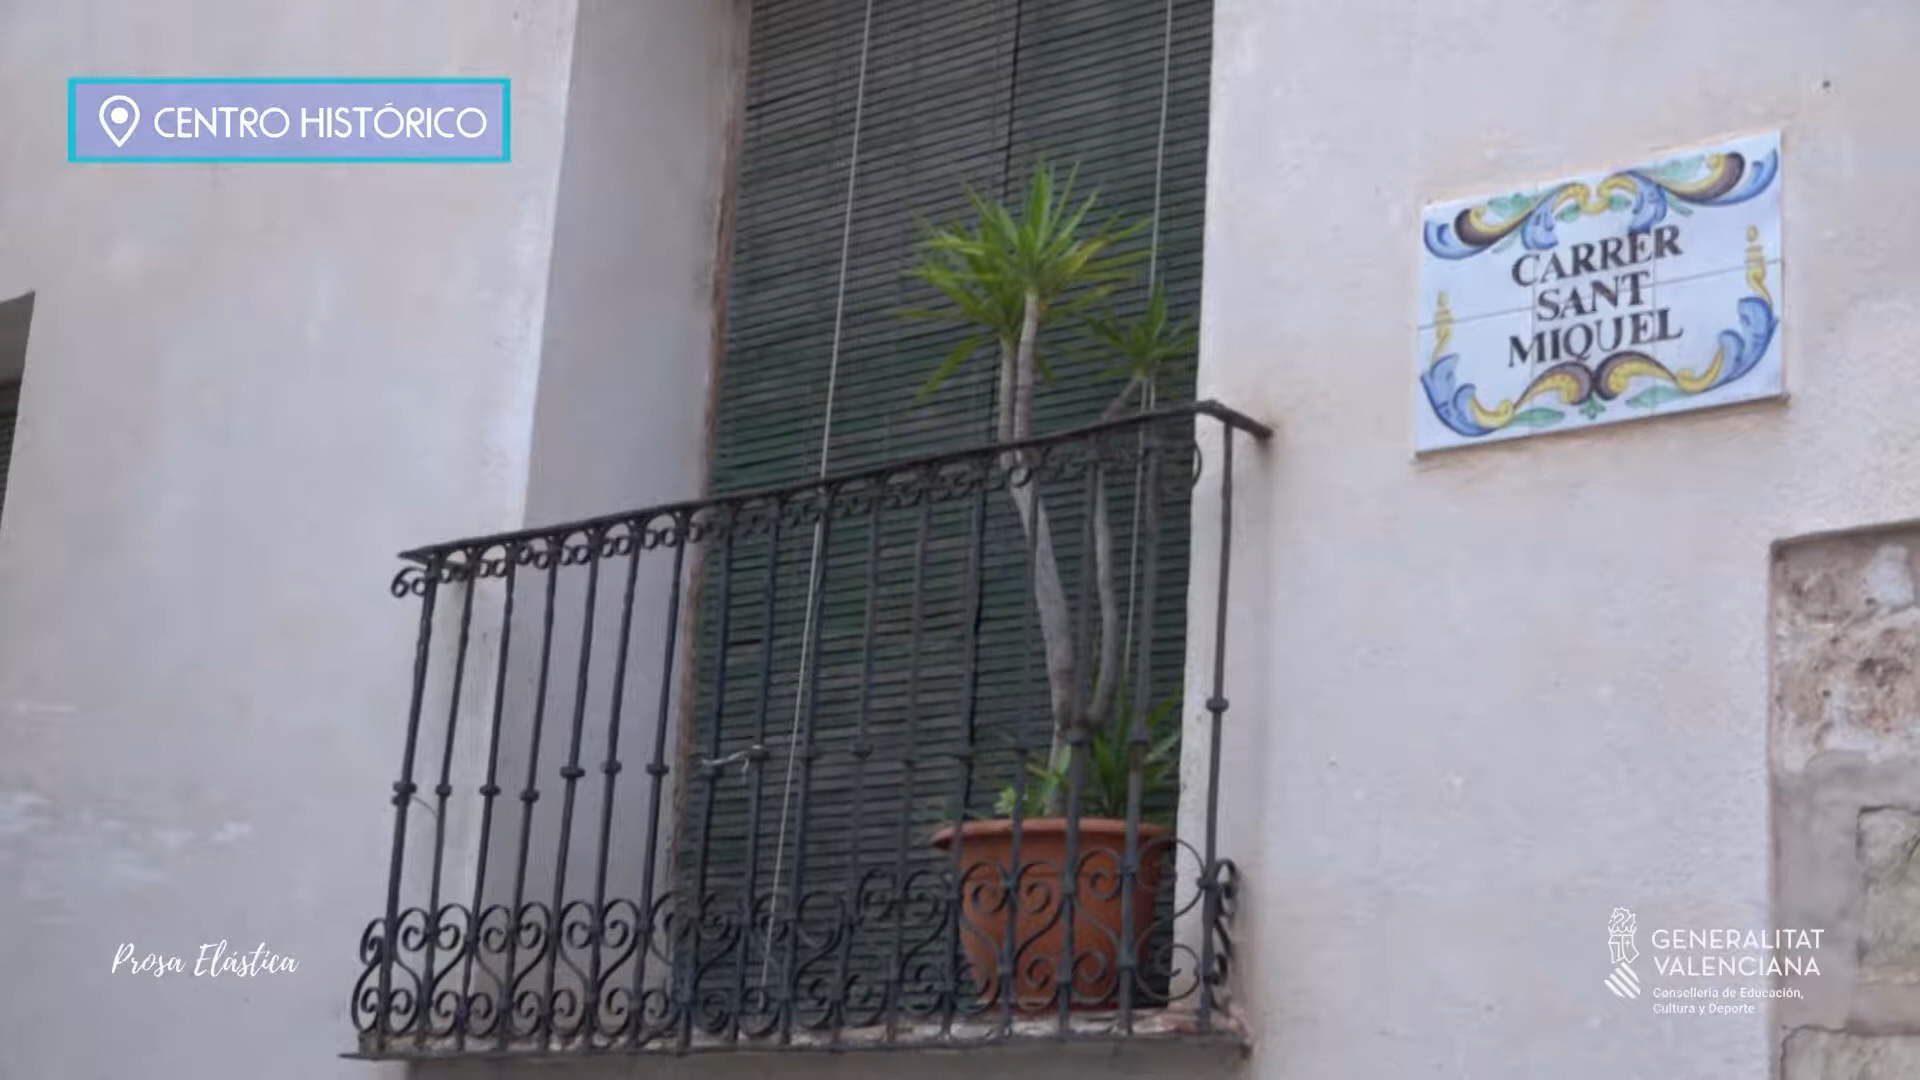 CENTRO HISTÓRICO
CARRER
SANT
MIQUEL
Prosa Elástica
GENERALITAT
VALENCIANA
Conselleria de Educación,
Cultura y Deporte